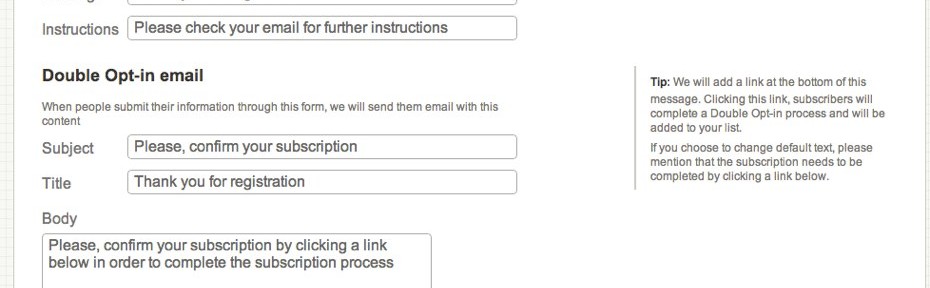 Instructions Please check your email for further instructions
Double Opt-in email
When people submit their information through this form, we will send them email with this
content
Subject Please, confirm your subscription
Title Thank you for registration
Body
Please, confirm your subscription by clicking a link
below in order to complete the subscription process
Tip: We will add a link at the bottom of this
message. Clicking this link, subscribers will
complete a Double Opt-in process and will be
added to your list.
If you choose to change default text, please
mention that the subscription needs to be
completed by clicking a link below.